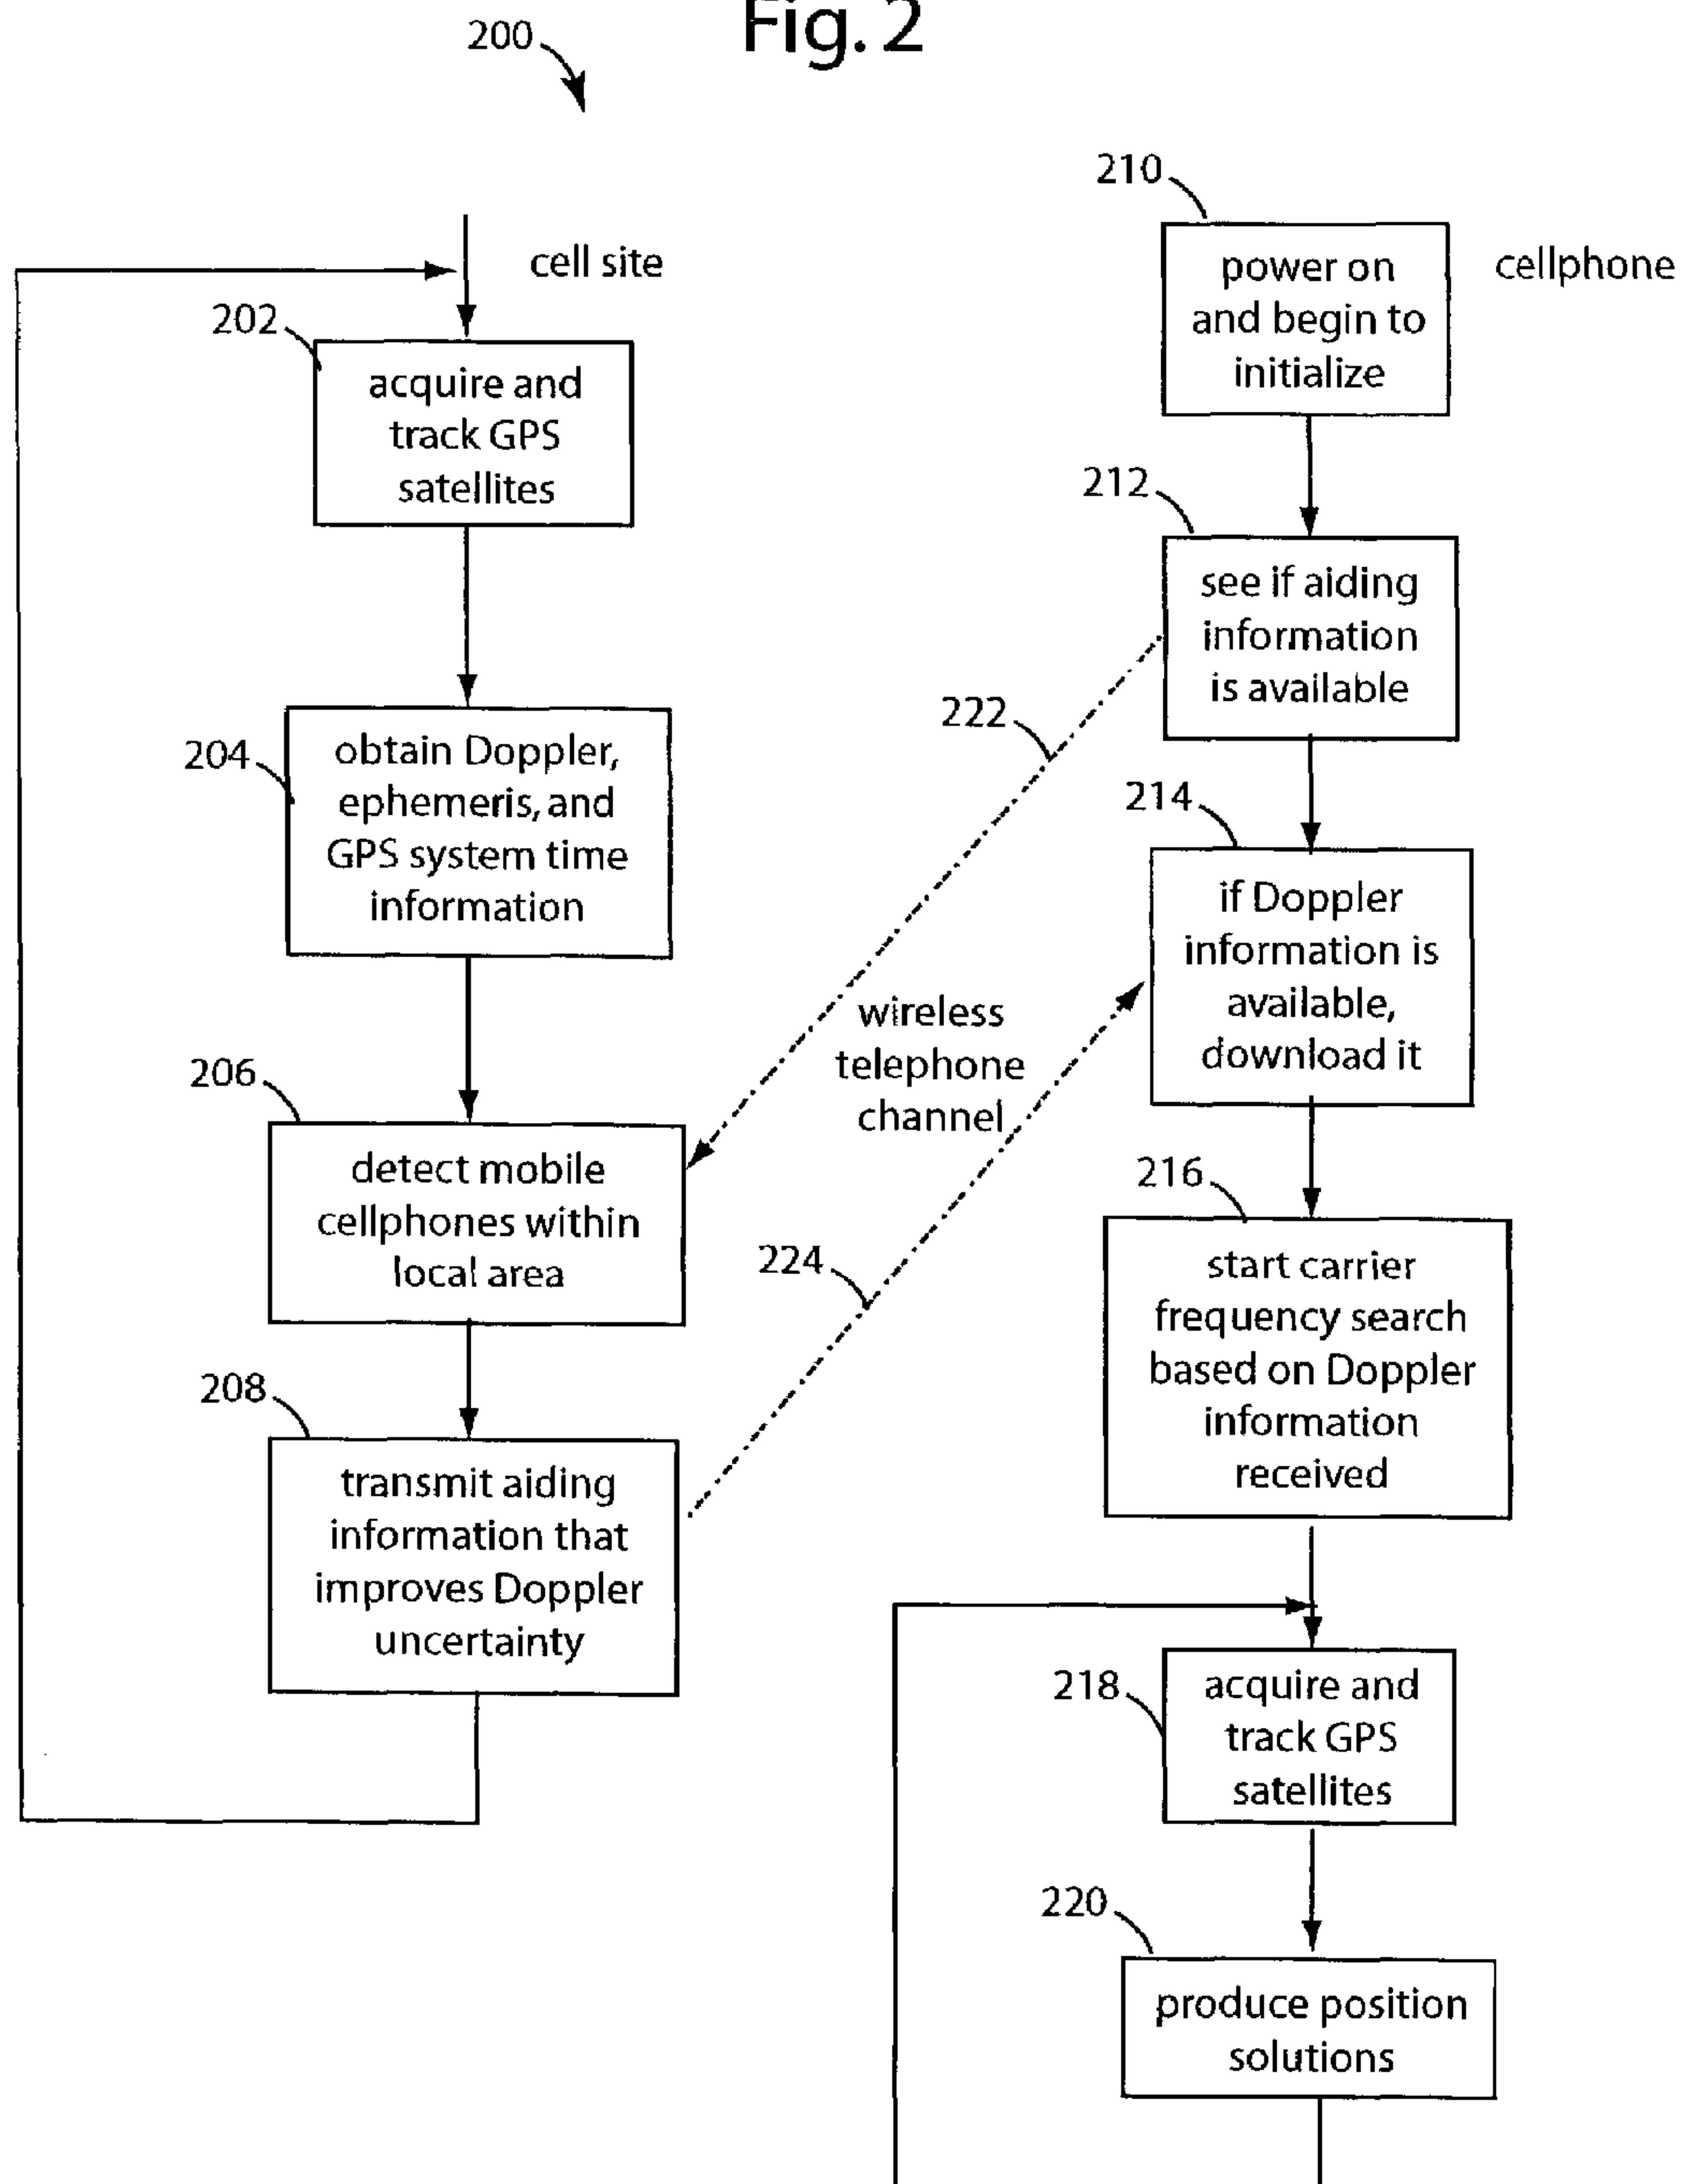 Fig. 2
200
cell site
202
acquire and
track GPS
satellites
204
obtain Doppler,
ephemeris, and
GPS system time
information
206
detect mobile
cellphones within
local area
208
transmit aiding
information that
improves Doppler
uncertainty
222
wireless
telephone
channel
224
210
power on
and begin to
initialize
cellphone
212
see if aiding
information
is available
214
if Doppler
information is
available,
download it
216
start carrier
frequency search
based on Doppler
information
received
218
acquire and
track GPS
satellites
220
produce position
solutions